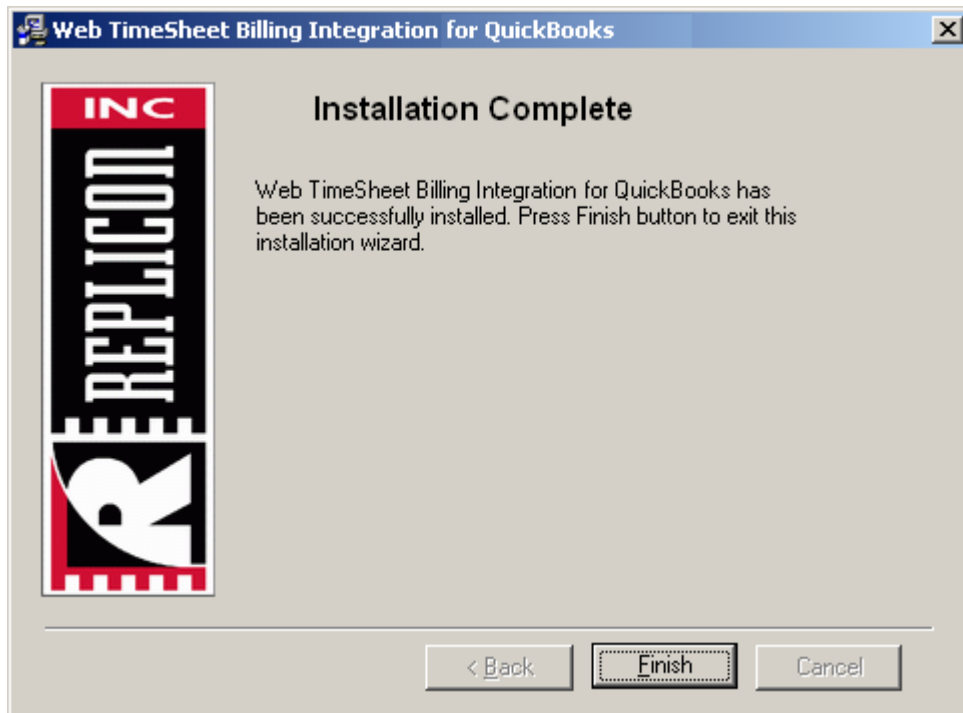 Web TimeSheet Billing Integration for QuickBooks
INC
REPLICON
R
Installation Complete
Web TimeSheet Billing Integration for QuickBooks has
been successfully installed. Press Finish button to exit this
installation wizard.
< Back
Finish
Cancel